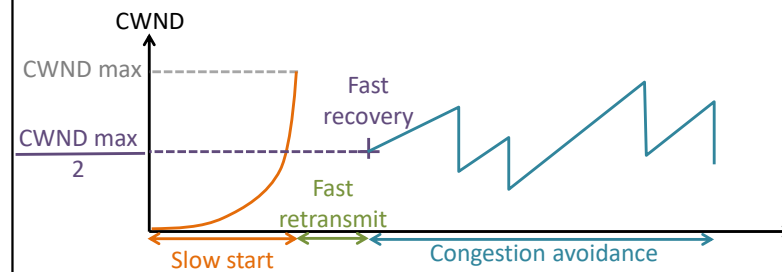 CWND
CWND max
Fast
recovery
CWND max
2
Fast
retransmit
Slow start
Congestion avoidance